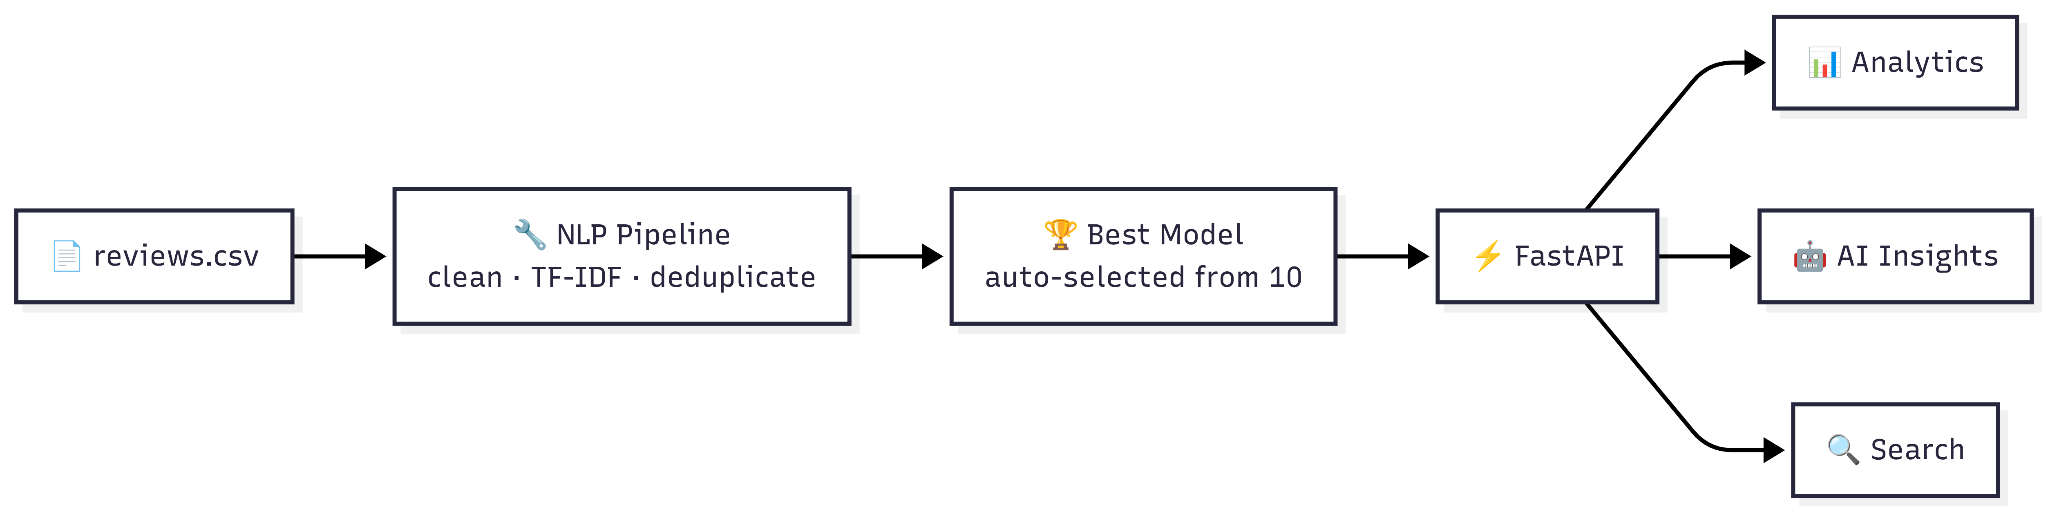 📄 reviews.csv
🔧 NLP Pipeline
clean · TF-IDF · deduplicate
🏆 Best Model
auto-selected from 10
⚡ FastAPI
📊 Analytics
🤖 AI Insights
🔍 Search